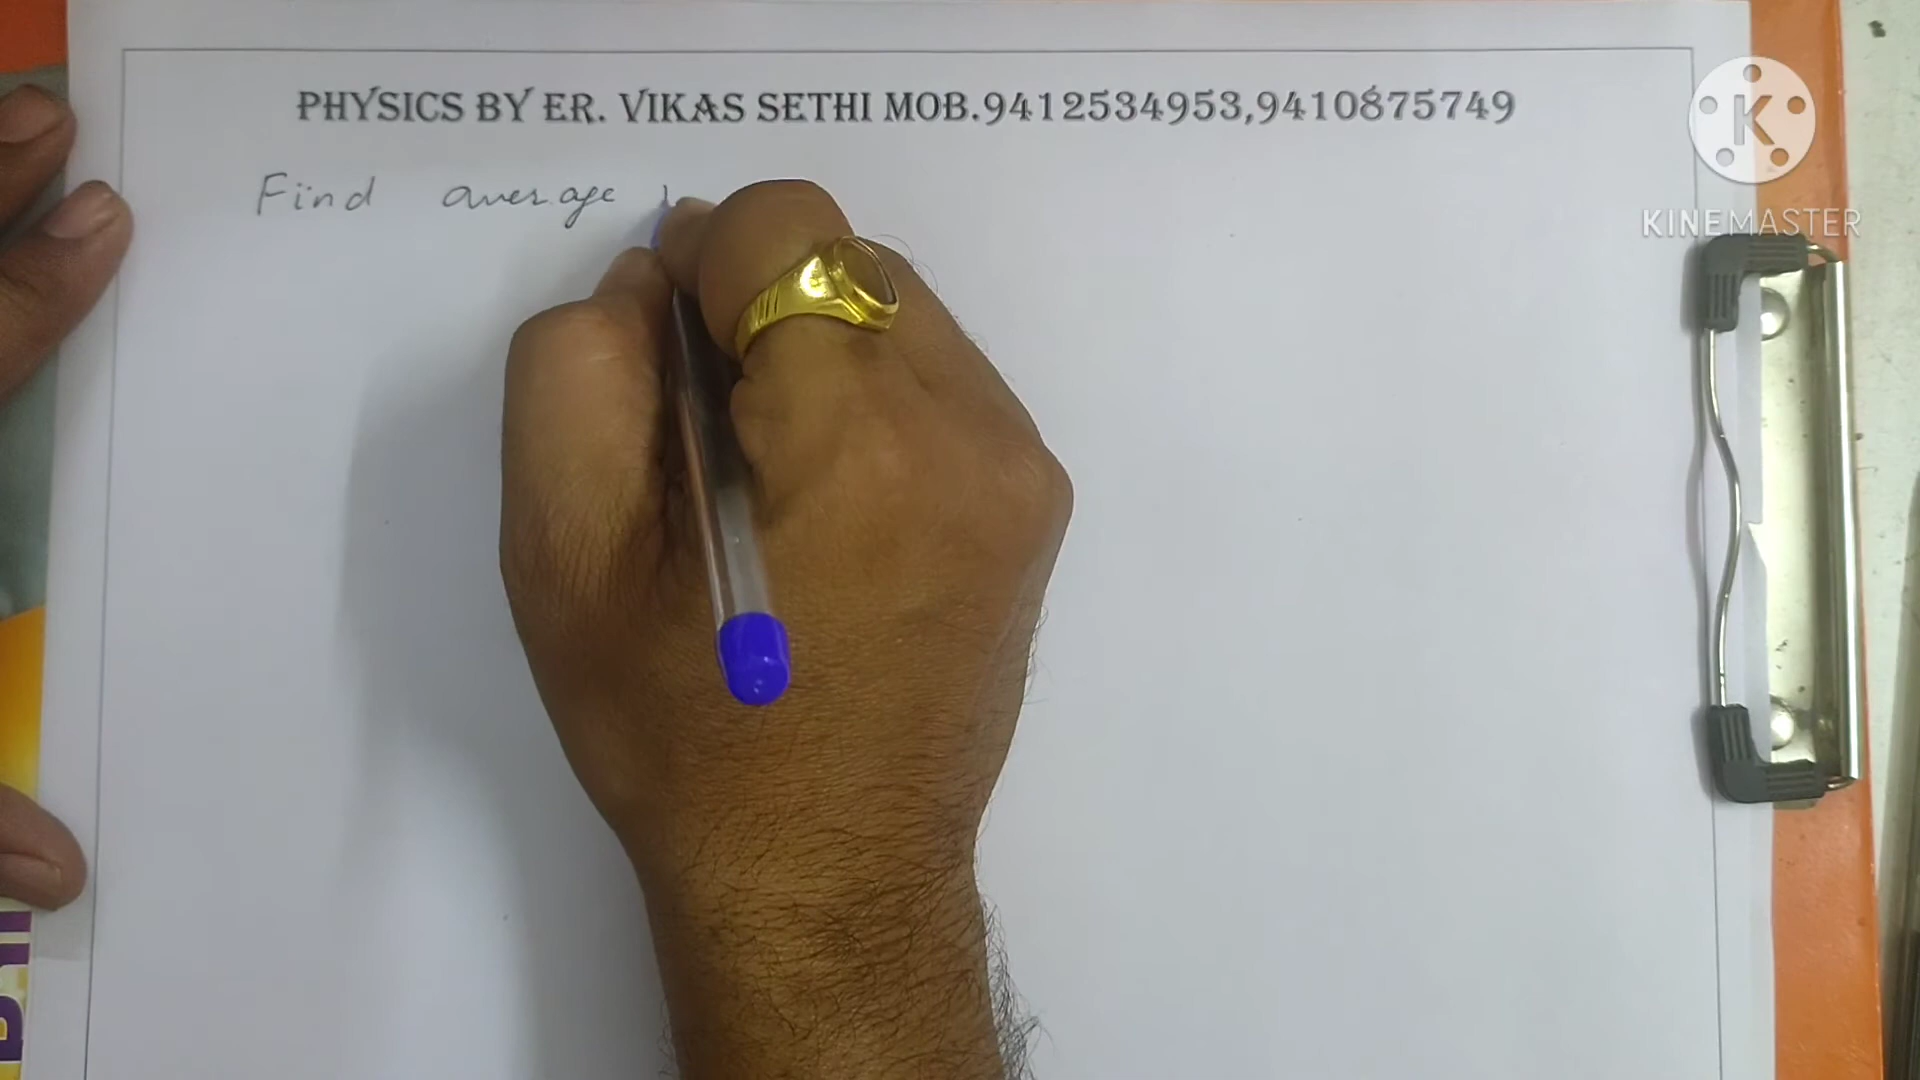 PHYSICS BY ER. VIKAS SETHI MOB.9412534953,9410875749
Find average
K
KINEMASTER